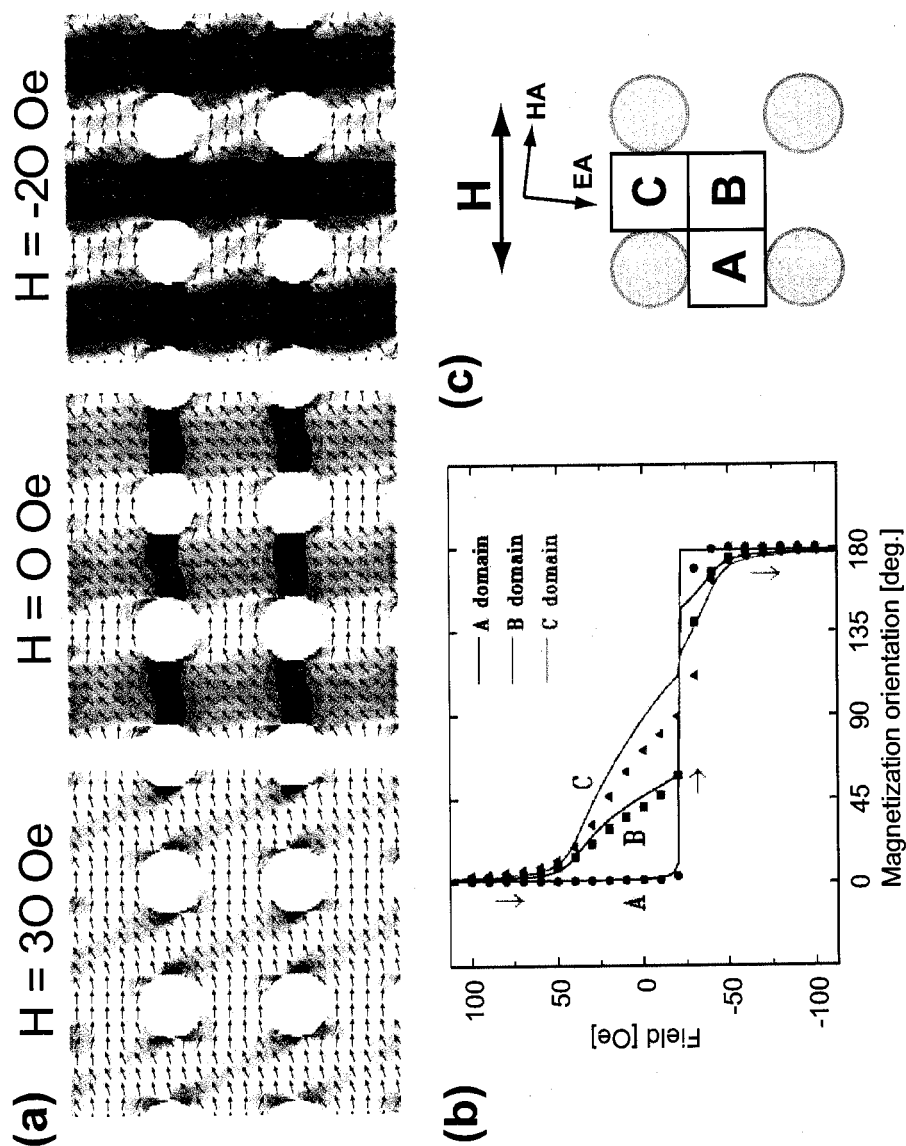 (a)
H = 30 Oe
H = 0 Oe
H = -20 Oe
(b)
Field [Oe]
100
50
0
-50
-100
A domain
B domain
C domain
A
B
C
0
45
90
135
180
Magnetization orientation [deg.]
(c)
H
EA
HA
A
B
C